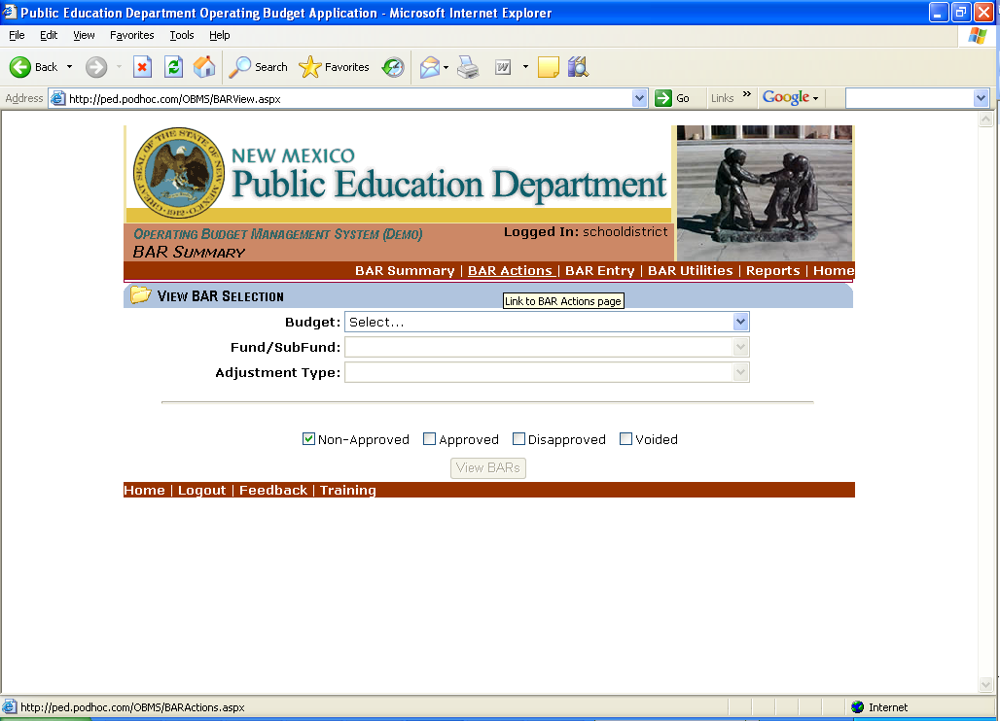 Public Education Department Operating Budget Application - Microsoft Internet Explorer
File Edit View Favorites Tools Help
Back Search Favorites
Address http://ped.podhoc.com/OBMS/BARView.aspx Go Links » Google
GREAT SEAL OF THE STATE OF NEW MEXICO
1912
NEW MEXICO
Public Education Department
OPERATING BUDGET MANAGEMENT SYSTEM (DEMO) Logged In: schooldistrict
BAR SUMMARY
BAR Summary | BAR Actions | BAR Entry | BAR Utilities | Reports | Home
VIEW BAR SELECTION
Link to BAR Actions page
Budget: Select...
Fund/SubFund:
Adjustment Type:
Non-Approved Approved Disapproved Voided
View BARs
Home | Logout | Feedback | Training
http://ped.podhoc.com/OBMS/BARActions.aspx Internet